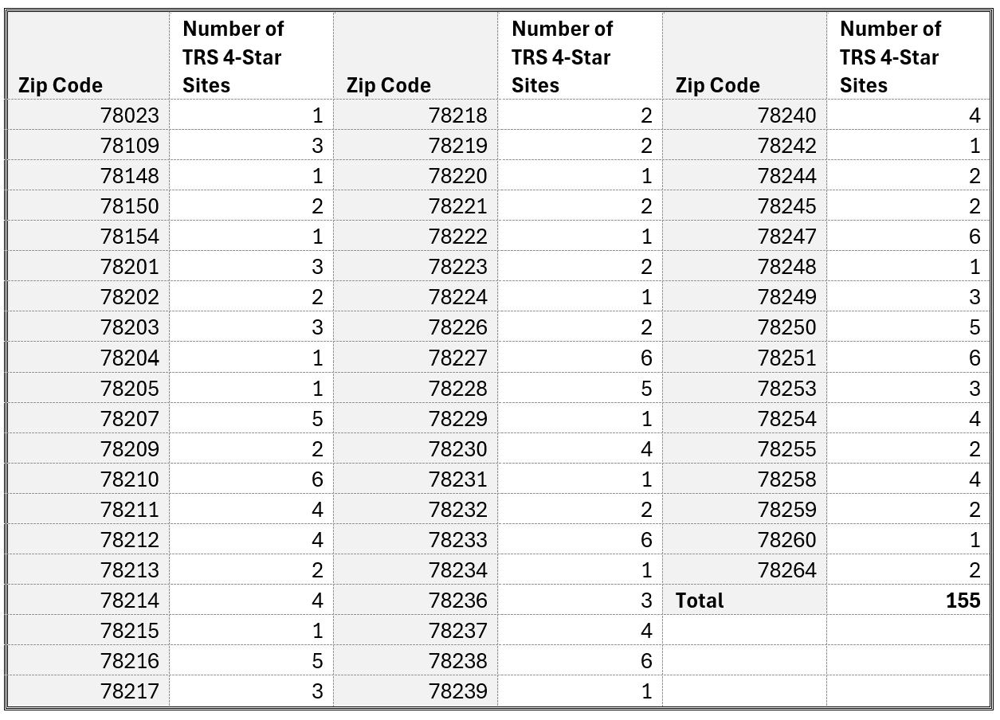 Zip Code Number of TRS 4-Star Sites Zip Code Number of TRS 4-Star Sites Zip Code Number of TRS 4-Star Sites
78023 1 78218 2 78240 4
78109 3 78219 2 78242 1
78148 1 78220 1 78244 2
78150 2 78221 2 78245 2
78154 1 78222 1 78247 6
78201 3 78223 2 78248 1
78202 2 78224 1 78249 3
78203 3 78226 2 78250 5
78204 1 78227 6 78251 6
78205 1 78228 5 78253 3
78207 5 78229 1 78254 4
78209 2 78230 4 78255 2
78210 6 78231 1 78258 4
78211 4 78232 2 78259 2
78212 4 78233 6 78260 1
78213 2 78234 1 78264 2
78214 4 78236 3 Total 155
78215 1 78237 4
78216 5 78238 6
78217 3 78239 1